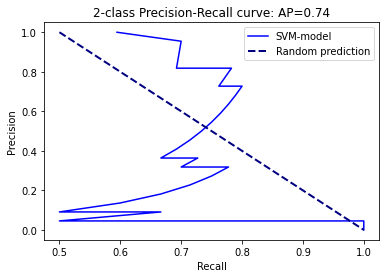 2-class Precision-Recall curve: AP=0.74
SVM-model
Random prediction
Precision
1.0
0.8
0.6
0.4
0.2
0.0
0.5
0.6
0.7
0.8
0.9
1.0
Recall